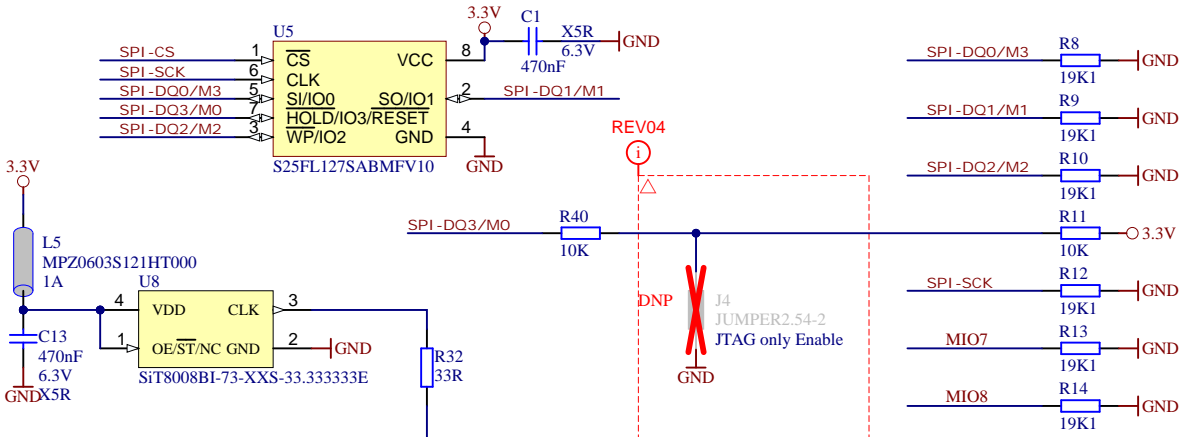 3.3V
C1
X5R
6.3V
470nF
GND
U5
SPI-CS
1
CS
VCC
8
SPI-SCK
6
CLK
SPI-DQ0/M3
5
SI/IO0
SO/IO1
2
SPI-DQ1/M1
SPI-DQ3/M0
7
HOLD/IO3/RESET
SPI-DQ2/M2
3
WP/IO2
GND
4
GND
S25FL127SABMFV10
3.3V
L5
MPZ0603S121HT000
1A
U8
4
VDD
CLK
3
1
OE/ST/NC
GND
2
GND
SiT8008BI-73-XXS-33.333333E
C13
470nF
6.3V
X5R
GND
R32
33R
REV04
i
SPI-DQ3/M0
R40
10K
DNP
J4
JUMPER2.54-2
JTAG only Enable
GND
SPI-DQ0/M3
R8
19K1
GND
SPI-DQ1/M1
R9
19K1
GND
SPI-DQ2/M2
R10
19K1
GND
R11
10K
3.3V
SPI-SCK
R12
19K1
GND
MIO7
R13
19K1
GND
MIO8
R14
19K1
GND